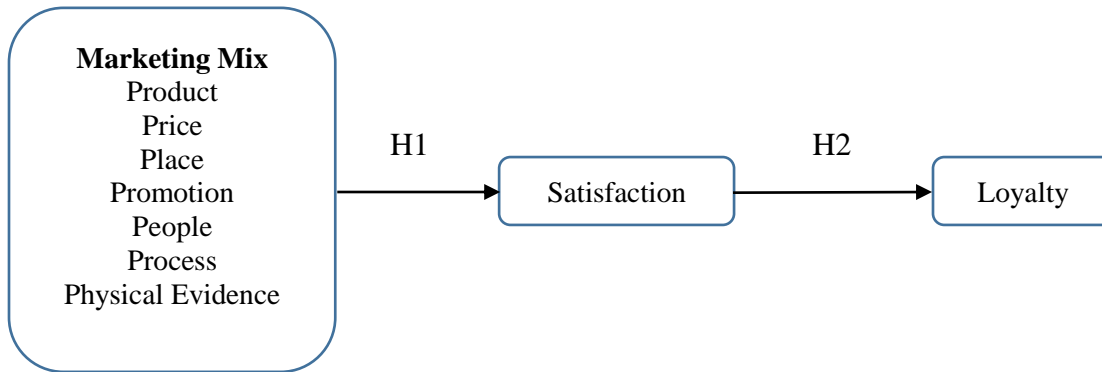 Marketing Mix
Product
Price
Place
Promotion
People
Process
Physical Evidence
H1
Satisfaction
H2
Loyalty